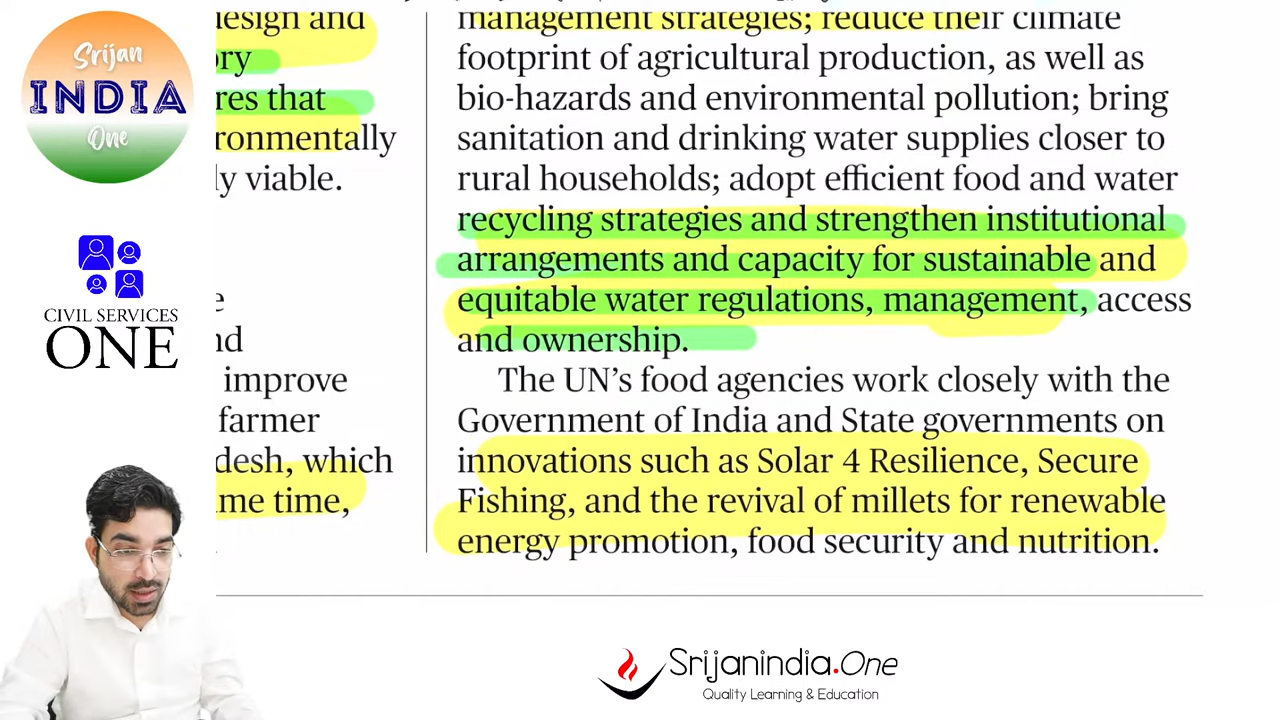 Srijan
INDIA
One
CIVIL SERVICES
ONE
design and
ory
res that
ronmentally
ly viable.
e
nd
improve
farmer
desh, which
me time,
management strategies; reduce their climate
footprint of agricultural production, as well as
bio-hazards and environmental pollution; bring
sanitation and drinking water supplies closer to
rural households; adopt efficient food and water
recycling strategies and strengthen institutional
arrangements and capacity for sustainable and
equitable water regulations, management, access
and ownership.
The UN's food agencies work closely with the
Government of India and State governments on
innovations such as Solar 4 Resilience, Secure
Fishing, and the revival of millets for renewable
energy promotion, food security and nutrition.
Srijanindia.One
Quality Learning & Education